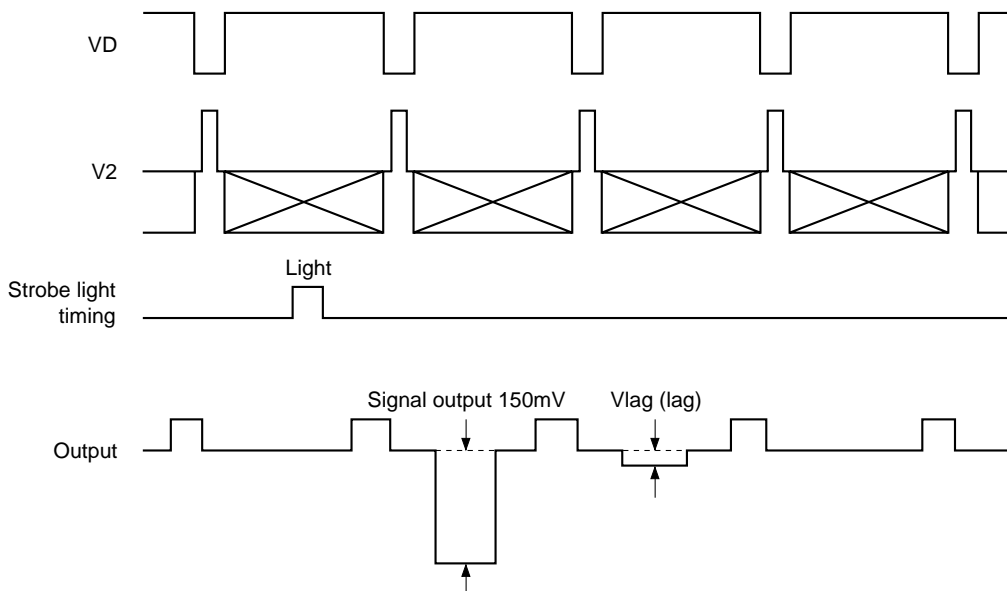 VD
V2
Light
Strobe light
timing
Signal output 150mV
Vlag (lag)
Output